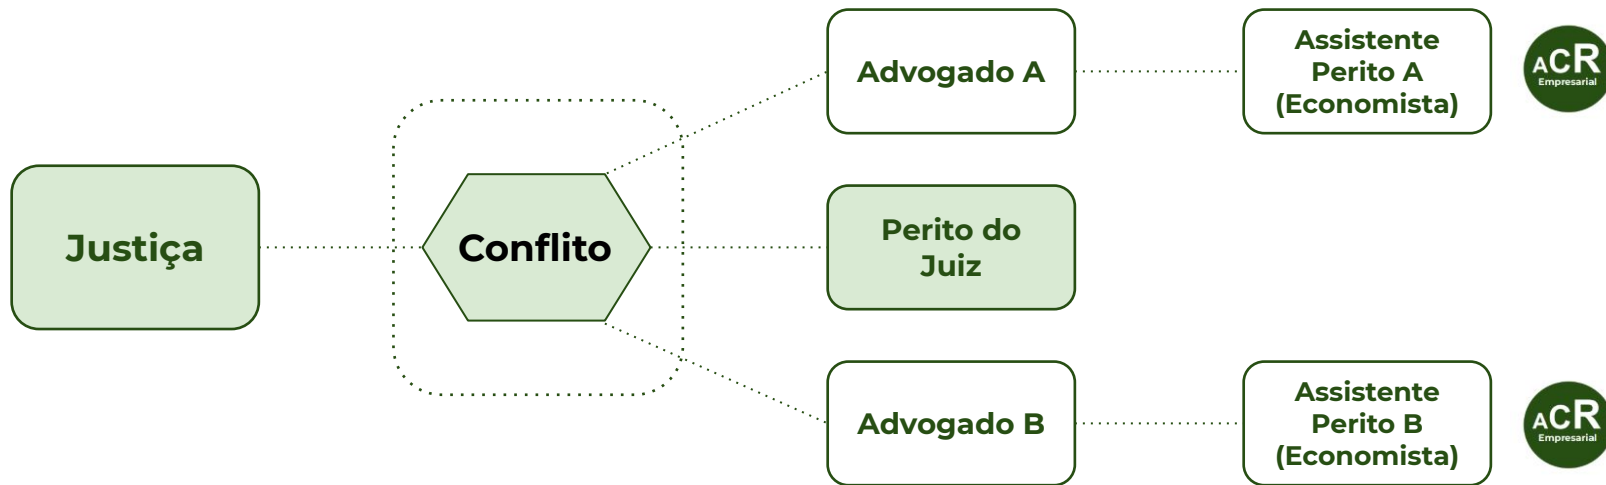 Justiça
Conflito
Advogado A
Assistente
Perito A
(Economista)
ACR
Empresarial
Perito do
Juiz
Advogado B
Assistente
Perito B
(Economista)
ACR
Empresarial